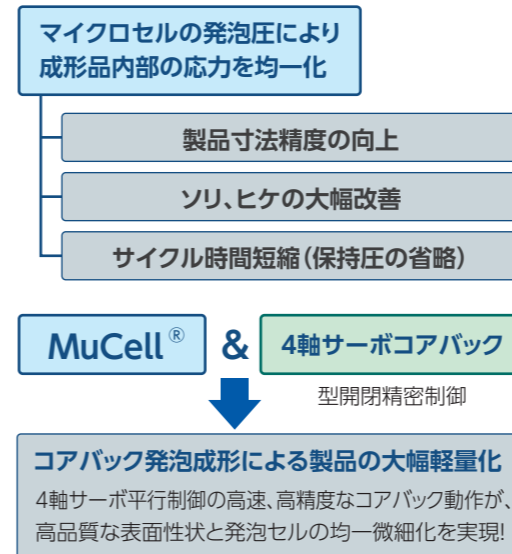 マイクロセルの発泡圧により
成形品内部の応力を均一化
製品寸法精度の向上
ソリ、ヒケの大幅改善
サイクル時間短縮（保持圧の省略）
MuCell® & 4軸サーボコアバック
型開閉精密制御
コアバック発泡成形による製品の大幅軽量化
4軸サーボ平行制御の高速、高精度なコアバック動作が、
高品質な表面性状と発泡セルの均一微細化を実現!